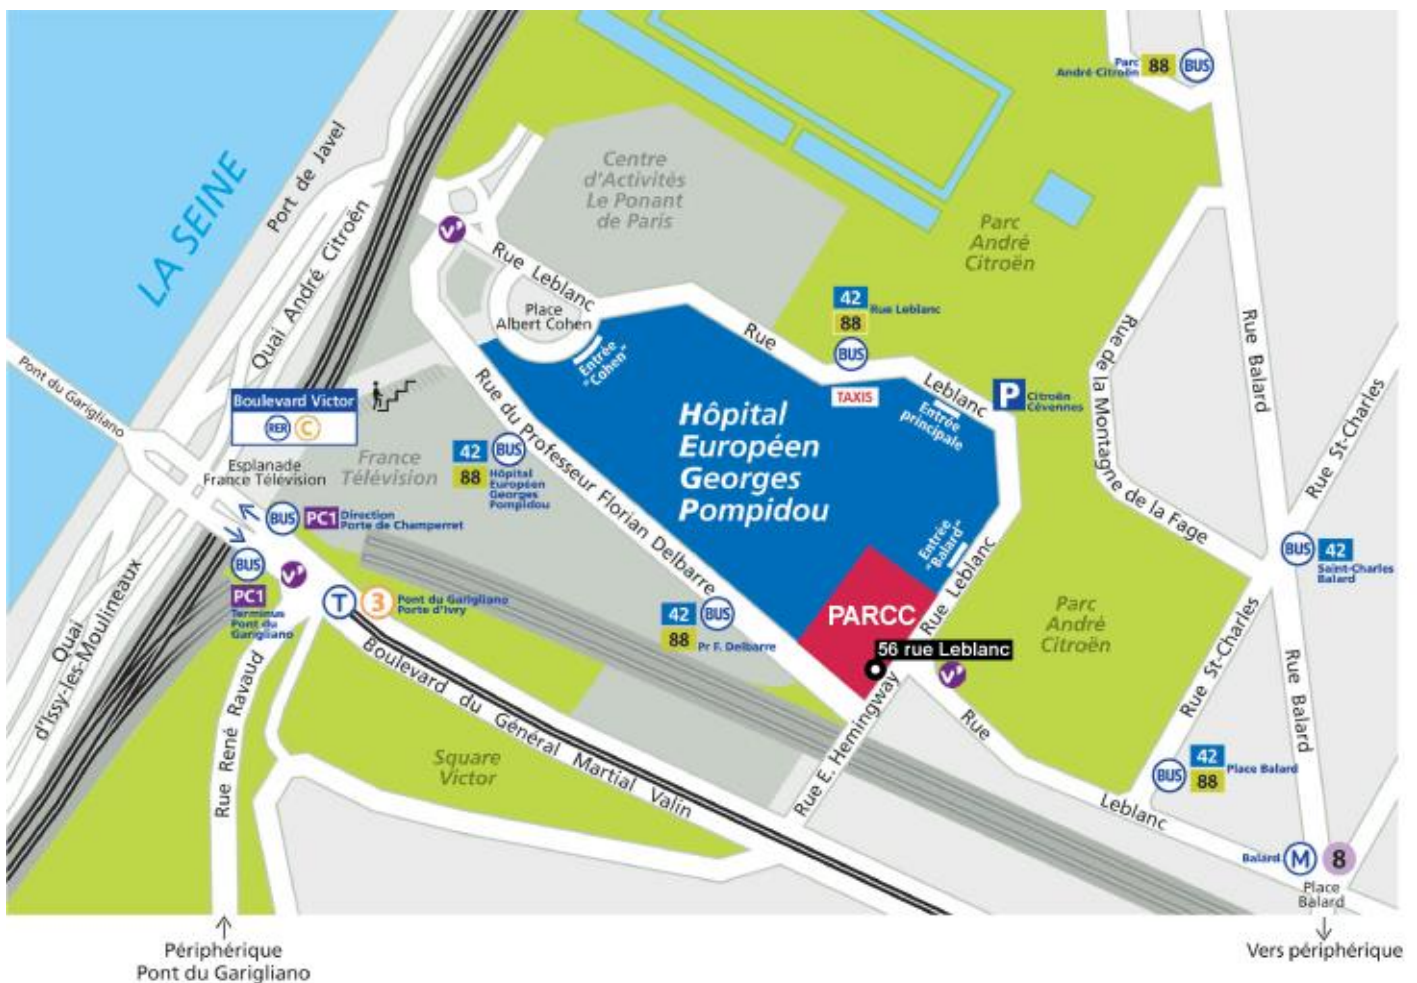 LA SEINE
Port de Javel
Quai André Citroën
Pont du Garigliano
Quai
d'Issy-les-Moulineaux
Parc
André Citroën
88
BUS
Centre
d'Activités
Le Ponant
de Paris
Parc
André
Citroën
v'
Rue Leblanc
Place
Albert Cohen
Entrée
"Cohen"
42
88
Rue Leblanc
BUS
TAXIS
Rue
Leblanc
Entrée
principale
P
Citroën
Cévennes
Rue de la Montagne de la Fage
Rue Balard
Rue St-Charles
Boulevard Victor
RER
C
Esplanade
France Télévision
France
Télévision
42
88
BUS
Hôpital
Européen
Georges
Pompidou
Rue du Professeur Florian Delbarre
Hôpital
Européen
Georges
Pompidou
BUS
PC1
Direction
Porte de Champerret
BUS
PC1
Terminus
Pont du
Garigliano
v'
T
3
Pont du Garigliano
Porte d'Ivry
42
88
BUS
Pr F. Delbarre
PARCC
Entrée
"Balard"
Rue Leblanc
56 rue Leblanc
v'
Parc
André
Citroën
BUS
42
Saint-Charles
Balard
Rue St-Charles
Rue Balard
Rue René Ravaud
Square
Victor
Boulevard du Général Martial Valin
Rue E. Hemingway
Rue
Leblanc
BUS
42
88
Place Balard
Balard
M
8
Place
Balard
Périphérique
Pont du Garigliano
Vers périphérique